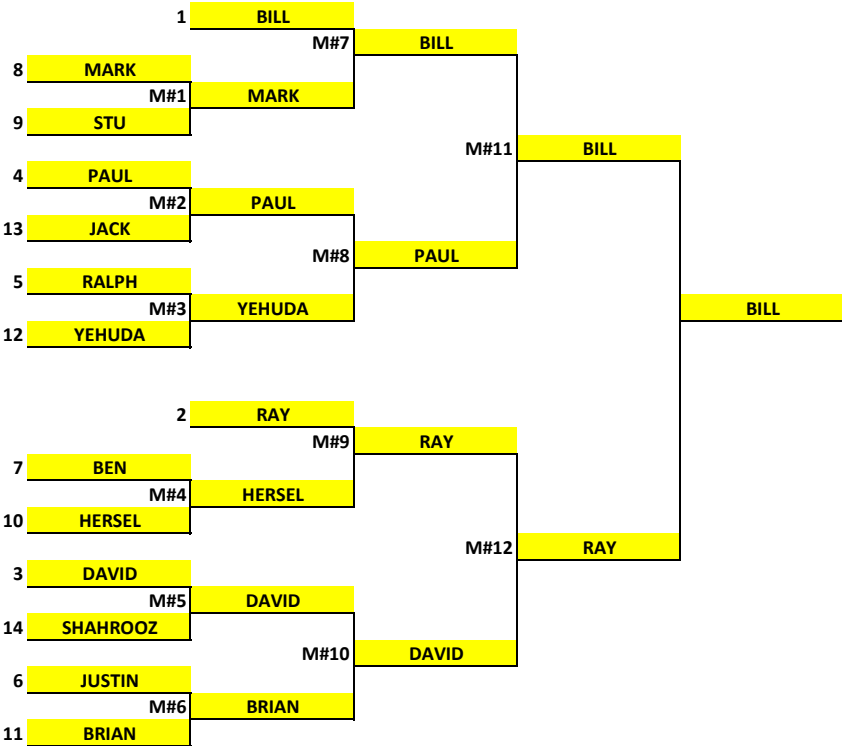 1 BILL
M#7 BILL
8 MARK
M#1 MARK
9 STU
M#11 BILL
4 PAUL
M#2 PAUL
13 JACK
M#8 PAUL
5 RALPH
M#3 YEHUDA
BILL
12 YEHUDA
2 RAY
M#9 RAY
7 BEN
M#4 HERSEL
10 HERSEL
M#12 RAY
3 DAVID
M#5 DAVID
14 SHAHROOZ
M#10 DAVID
6 JUSTIN
M#6 BRIAN
11 BRIAN